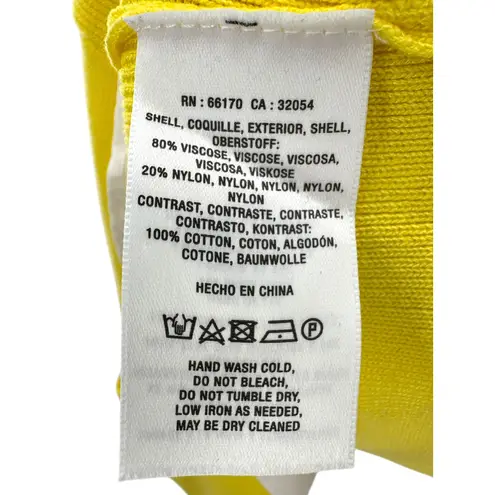 RN : 66170 CA : 32054
SHELL, COQUILLE, EXTERIOR, SHELL,
OBERSTOFF:
80% VISCOSE, VISCOSE, VISCOSA,
VISCOSA, VISKOSE
20% NYLON, NYLON, NYLON, NYLON,
NYLON
CONTRAST, CONTRASTE, CONTRASTE,
CONTRASTO, KONTRAST:
100% COTTON, COTON, ALGODÓN,
COTONE, BAUMWOLLE
HECHO EN CHINA
P
HAND WASH COLD,
DO NOT BLEACH,
DO NOT TUMBLE DRY,
LOW IRON AS NEEDED,
MAY BE DRY CLEANED